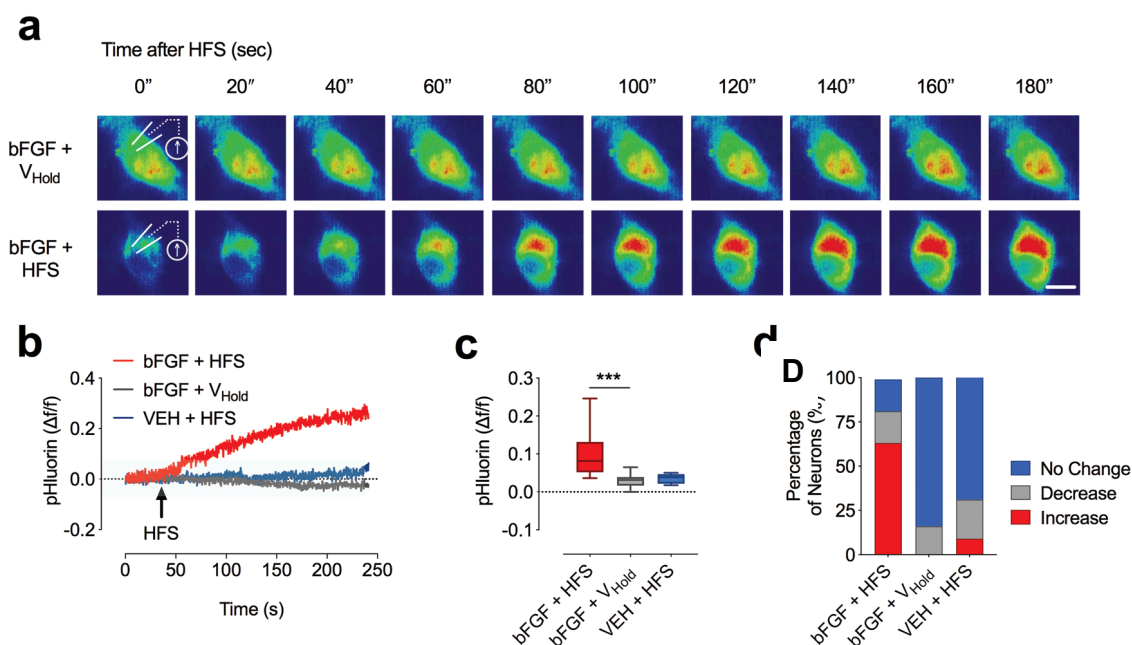 a
Time after HFS (sec)
0” 20” 40” 60” 80” 100” 120” 140” 160” 180”
bFGF +
VHold
bFGF +
HFS
b
bFGF + HFS
bFGF + VHold
VEH + HFS
pHluorin (Δf/f)
0.4
0.2
0.0
-0.2
HFS
0 50 100 150 200 250
Time (s)
c
***
pHluorin (Δf/f)
0.3
0.2
0.1
0.0
-0.1
bFGF + HFS
bFGF + VHold
VEH + HFS
D
Percentage
of Neurons (%)
100
75
50
25
0
No Change
Decrease
Increase
bFGF + HFS
bFGF + VHold
VEH + HFS